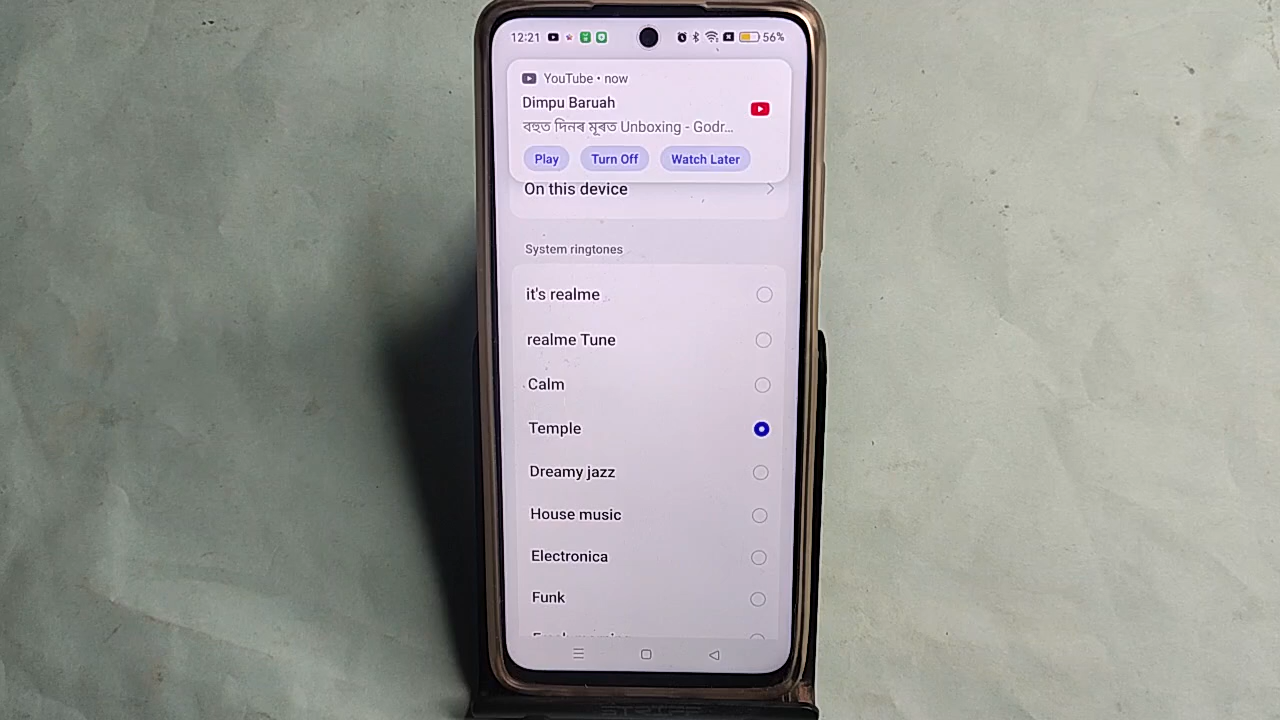 12:21
56%
YouTube • now
Dimpu Baruah
বহুত দিনৰ মূৰত Unboxing - Godr...
Play Turn Off Watch Later
On this device
System ringtones
it's realme
realme Tune
Calm
Temple
Dreamy jazz
House music
Electronica
Funk